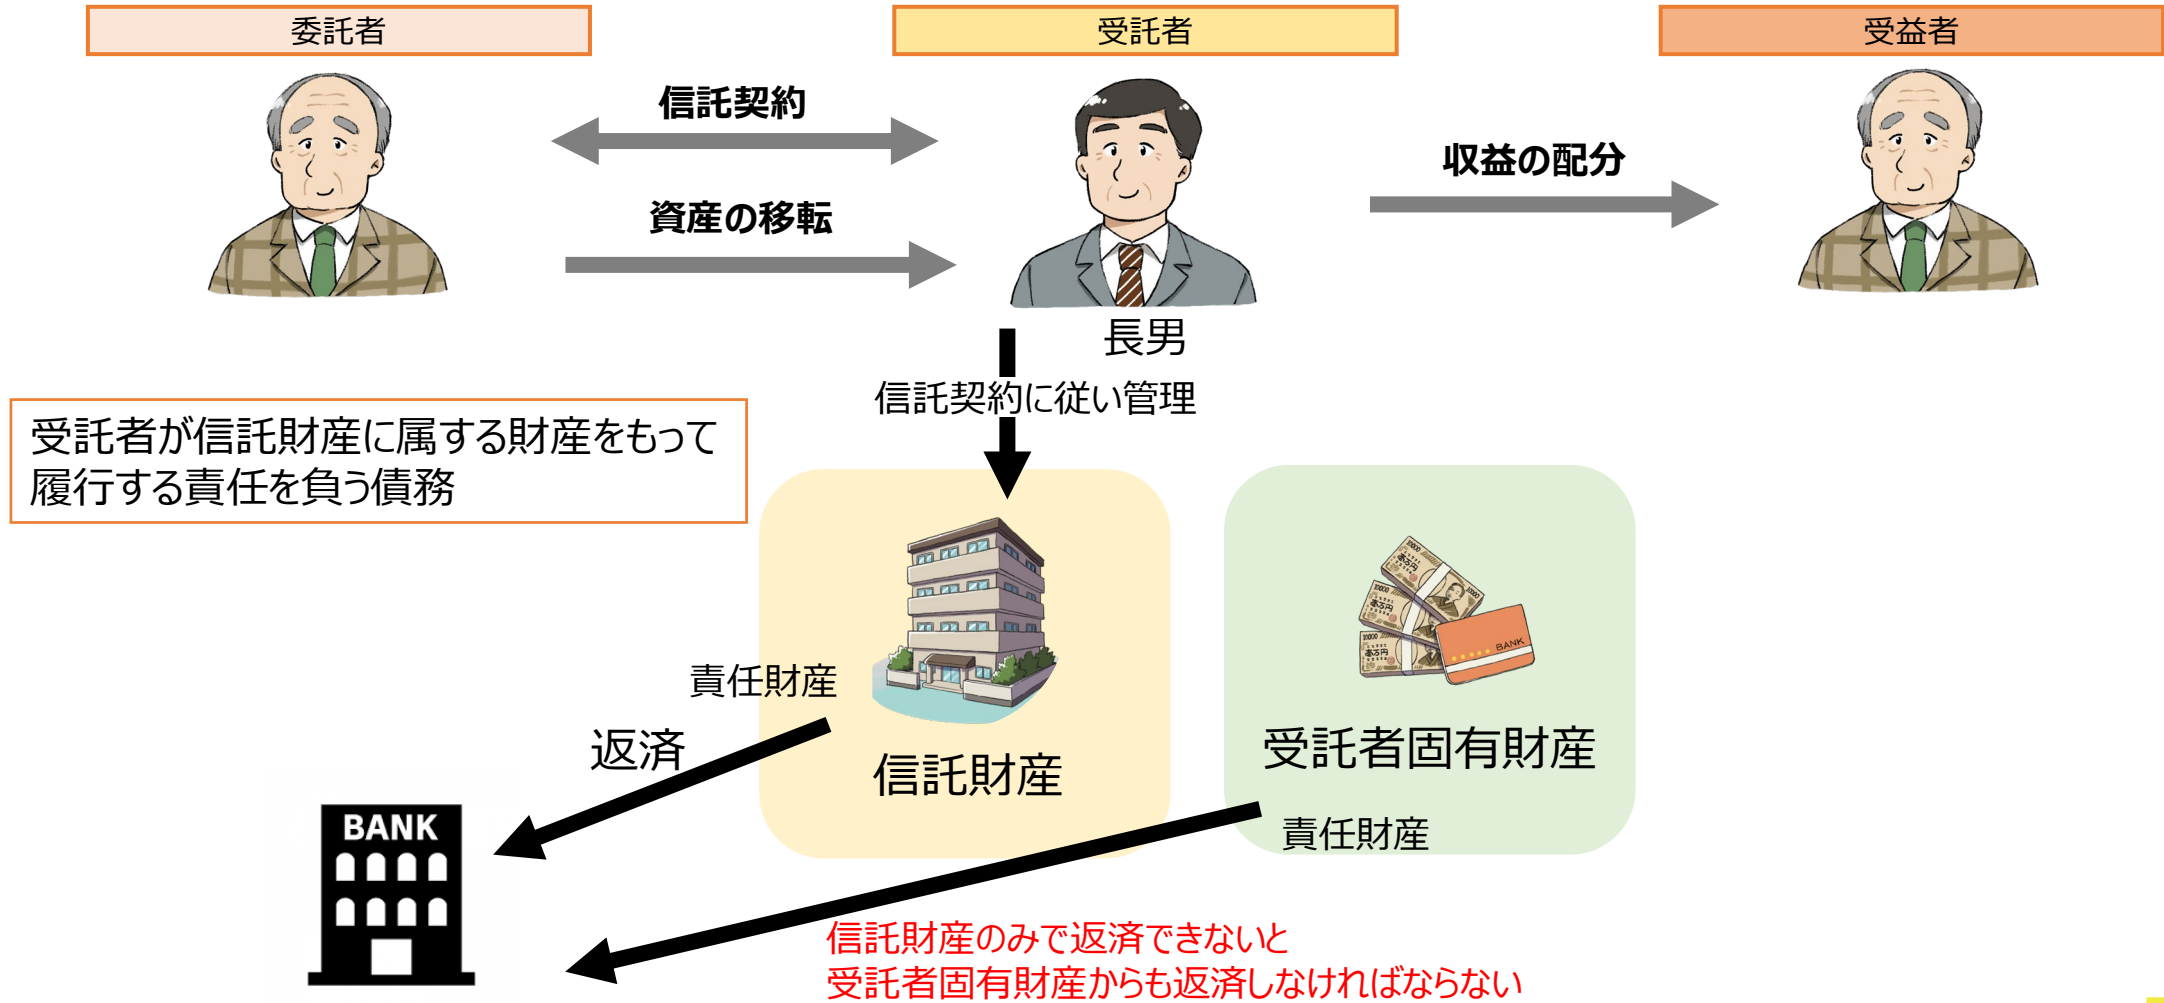 委託者
受託者
受益者
信託契約
収益の配分
資産の移転
長男
信託契約に従い管理
受託者が信託財産に属する財産をもって
履行する責任を負う債務
責任財産
返済
信託財産
受託者固有財産
責任財産
BANK
BANK
信託財産のみで返済できないと
受託者固有財産からも返済しなければならない